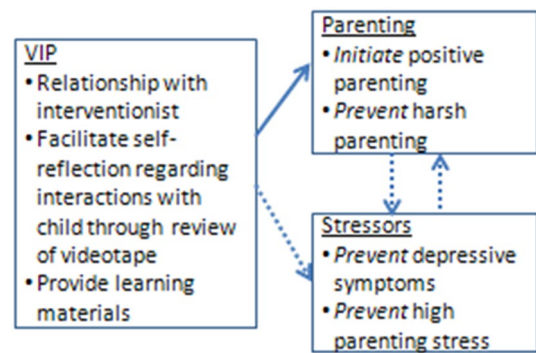 VIP
• Relationship with
interventionist
• Facilitate self-
reflection regarding
interactions with
child through review
of videotape
• Provide learning
materials
Parenting
• Initiate positive
parenting
• Prevent harsh
parenting
Stressors
• Prevent depressive
symptoms
• Prevent high
parenting stress